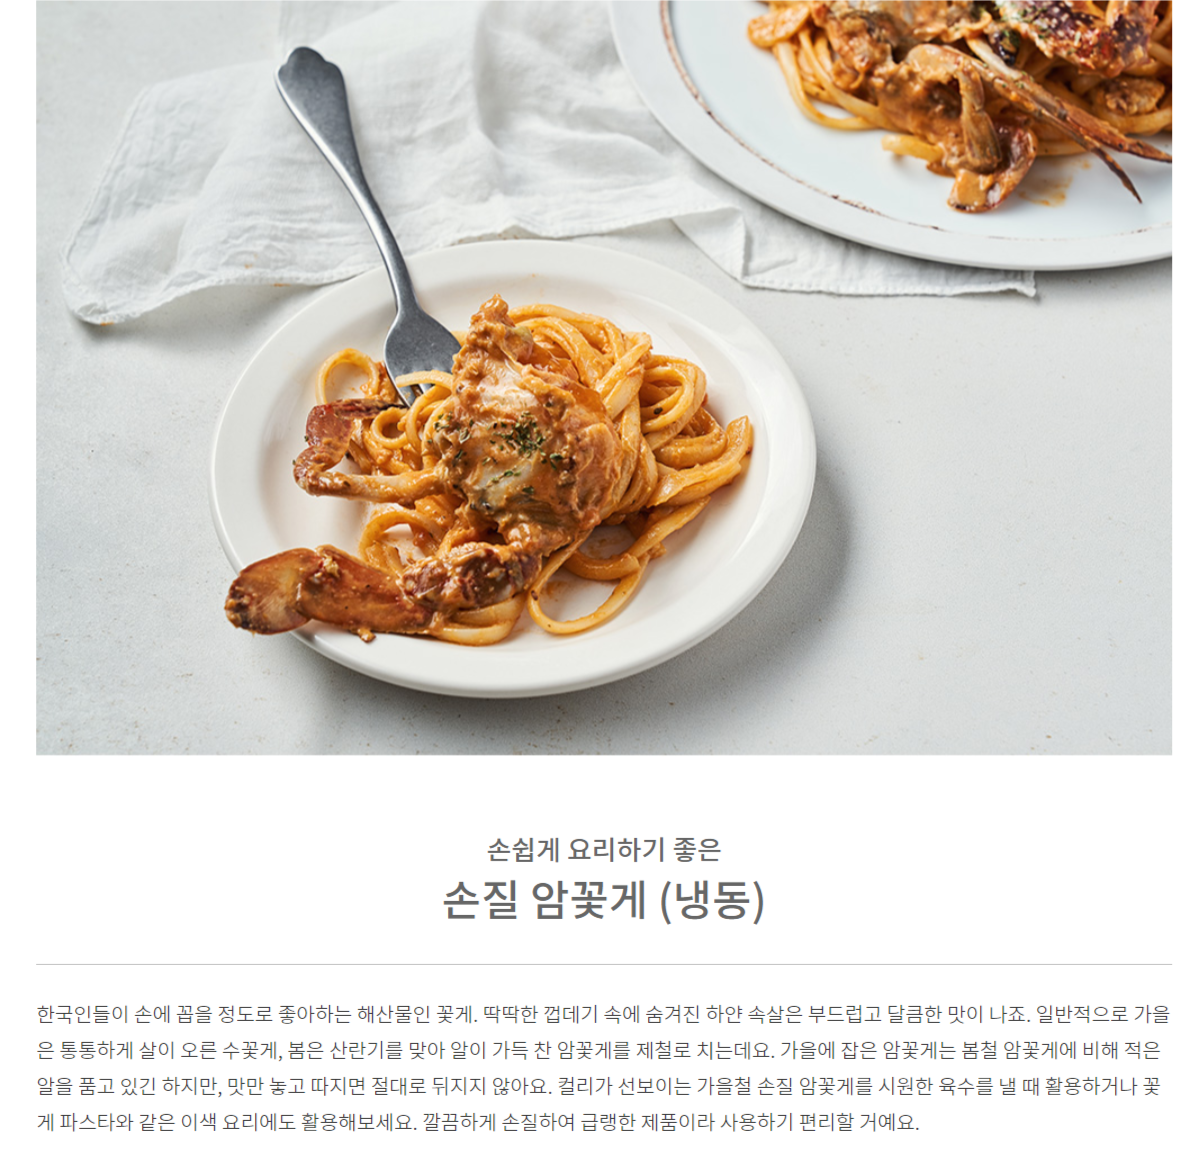 손쉽게 요리하기 좋은
손질 암꽃게 (냉동)
한국인들이 손에 꼽을 정도로 좋아하는 해산물인 꽃게. 딱딱한 껍데기 속에 숨겨진 하얀 속살은 부드럽고 달큼한 맛이 나죠. 일반적으로 가을
은 통통하게 살이 오른 수꽃게, 봄은 산란기를 맞아 알이 가득 찬 암꽃게를 제철로 치는데요. 가을에 잡은 암꽃게는 봄철 암꽃게에 비해 적은
알을 품고 있긴 하지만, 맛만 놓고 따지면 절대로 뒤지지 않아요. 컬리가 선보이는 가을철 손질 암꽃게를 시원한 육수를 낼 때 활용하거나 꽃
게 파스타와 같은 이색 요리에도 활용해보세요. 깔끔하게 손질하여 급랭한 제품이라 사용하기 편리할 거예요.